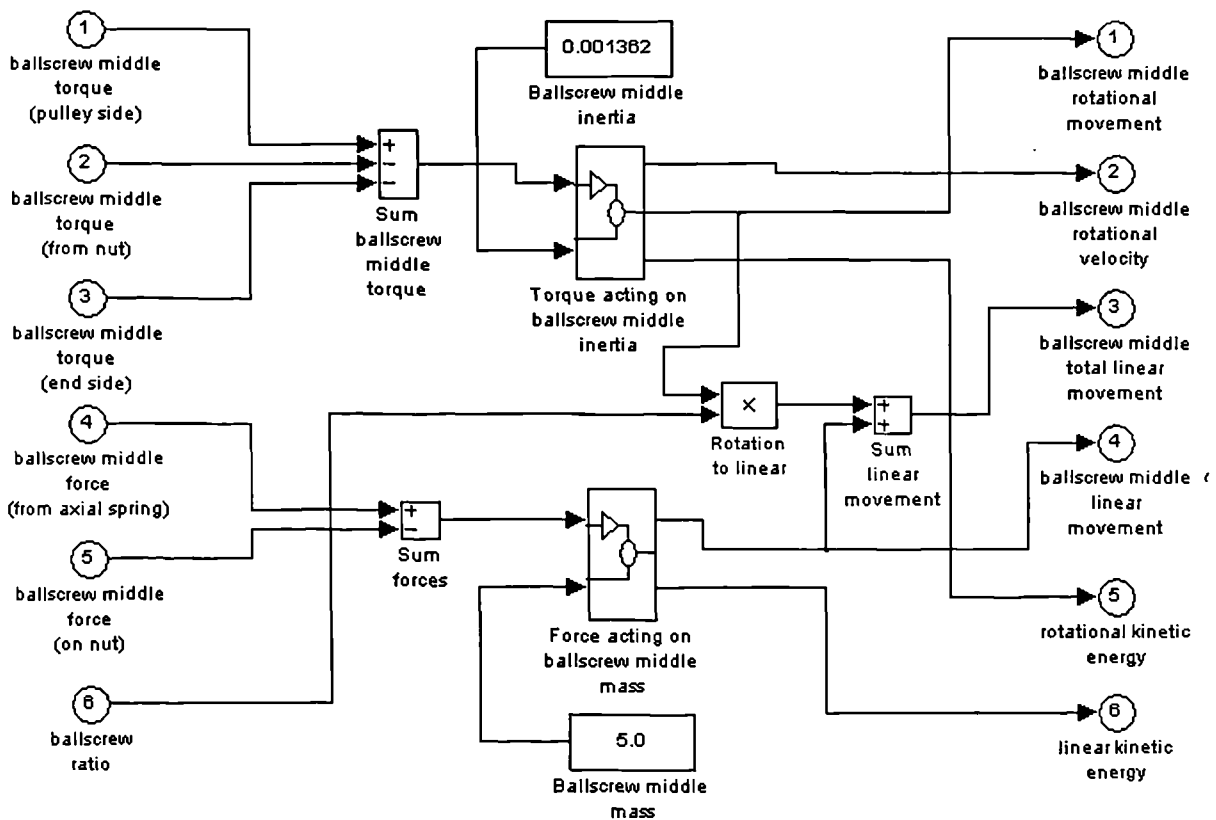 1
ballscrew middle
torque
(pulley side)
2
ballscrew middle
torque
(from nut)
3
ballscrew middle
torque
(end side)
4
ballscrew middle
force
(from axial spring)
5
ballscrew middle
force
(on nut)
6
ballscrew
ratio
+
−
−
Sum
ballscrew
middle
torque
0.001362
Ballscrew middle
inertia
Torque acting on
ballscrew middle
inertia
×
Rotation
to linear
+
+
Sum
linear
movement
+
−
Sum
forces
Force acting on
ballscrew middle
mass
5.0
Ballscrew middle
mass
1
ballscrew middle
rotational
movement
2
ballscrew middle
rotational
velocity
3
ballscrew middle
total linear
movement
4
ballscrew middle
linear
movement
5
rotational kinetic
energy
6
linear kinetic
energy